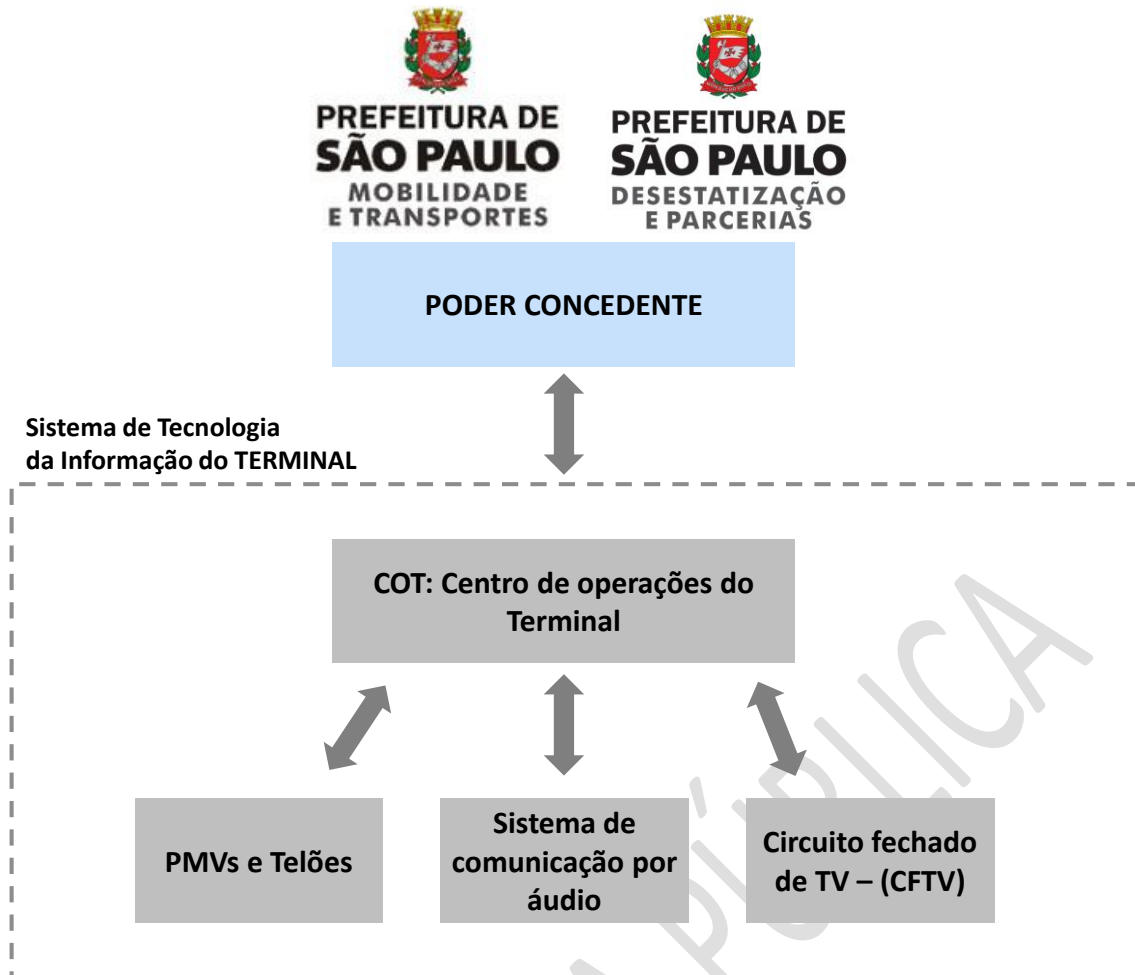 PREFEITURA DE
SÃO PAULO
MOBILIDADE
E TRANSPORTES
PREFEITURA DE
SÃO PAULO
DESESTATIZAÇÃO
E PARCERIAS
PODER CONCEDENTE
Sistema de Tecnologia
da Informação do TERMINAL
COT: Centro de operações do
Terminal
PMVs e Telões
Sistema de
comunicação por
áudio
Circuito fechado
de TV – (CFTV)
A PÚBLICA